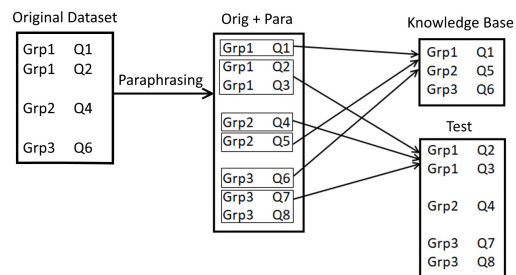 Original Dataset
Grp1 Q1
Grp1 Q2
Grp2 Q4
Grp3 Q6
Paraphrasing
Orig + Para
Grp1 Q1
Grp1 Q2
Grp1 Q3
Grp2 Q4
Grp2 Q5
Grp3 Q6
Grp3 Q7
Grp3 Q8
Knowledge Base
Grp1 Q1
Grp2 Q5
Grp3 Q6
Test
Grp1 Q2
Grp1 Q3
Grp2 Q4
Grp3 Q7
Grp3 Q8